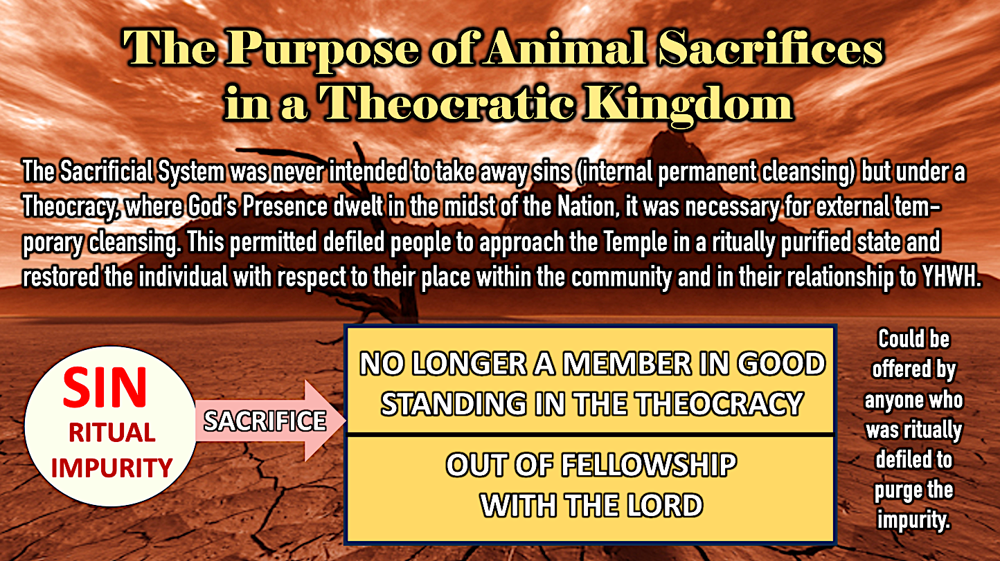 The Purpose of Animal Sacrifices
in a Theocratic Kingdom
The Sacrificial System was never intended to take away sins (internal permanent cleansing) but under a
Theocracy, where God's Presence dwelt in the midst of the Nation, it was necessary for external tem-
porary cleansing. This permitted defiled people to approach the Temple in a ritually purified state and
restored the individual with respect to their place within the community and in their relationship to YHWH.
SIN
RITUAL
IMPURITY
SACRIFICE
NO LONGER A MEMBER IN GOOD
STANDING IN THE THEOCRACY
OUT OF FELLOWSHIP
WITH THE LORD
Could be
offered by
anyone who
was ritually
defiled to
purge the
impurity.